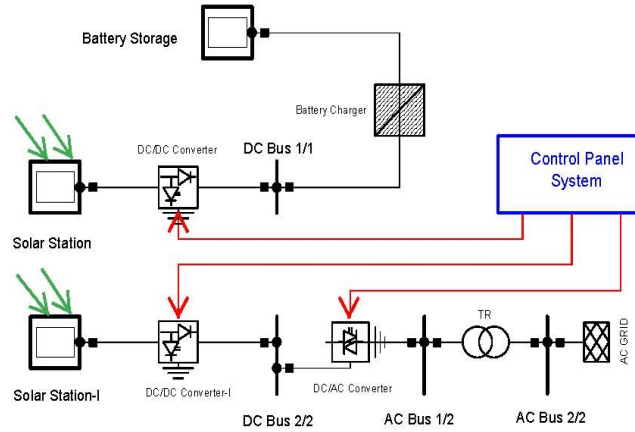 Battery Storage
Battery Charger
DC/DC Converter
DC Bus 1/1
Control Panel
System
Solar Station
TR
AC GRID
Solar Station-I
DC/DC Converter-I
DC/AC Converter
DC Bus 2/2
AC Bus 1/2
AC Bus 2/2